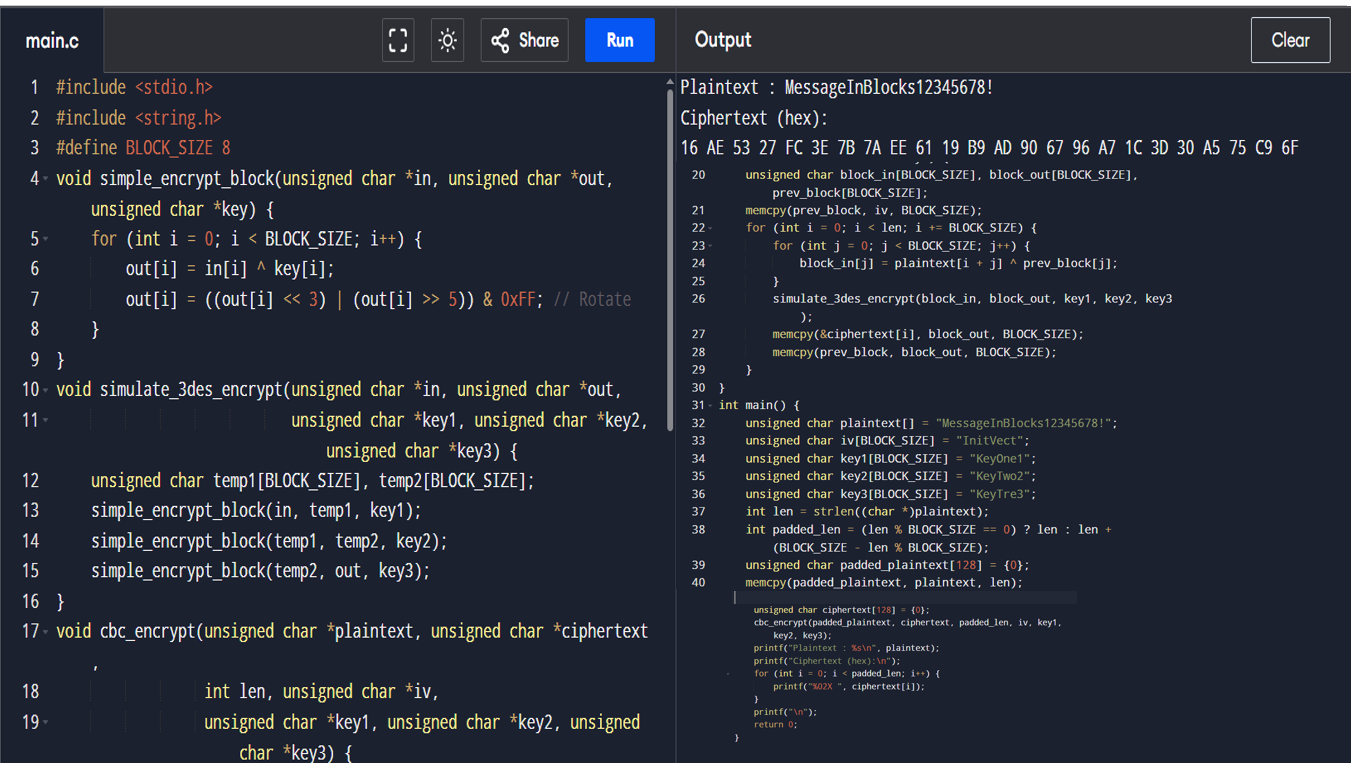 main.c
Share
Run
Output
Clear
1 #include <stdio.h>
2 #include <string.h>
3 #define BLOCK_SIZE 8
4 void simple_encrypt_block(unsigned char *in, unsigned char *out,
unsigned char *key) {
5 for (int i = 0; i < BLOCK_SIZE; i++) {
6 out[i] = in[i] ^ key[i];
7 out[i] = ((out[i] << 3) | (out[i] >> 5)) & 0xFF; // Rotate
8 }
9 }
10 void simulate_3des_encrypt(unsigned char *in, unsigned char *out,
11 unsigned char *key1, unsigned char *key2,
unsigned char *key3) {
12 unsigned char temp1[BLOCK_SIZE], temp2[BLOCK_SIZE];
13 simple_encrypt_block(in, temp1, key1);
14 simple_encrypt_block(temp1, temp2, key2);
15 simple_encrypt_block(temp2, out, key3);
16 }
17 void cbc_encrypt(unsigned char *plaintext, unsigned char *ciphertext
,
18 int len, unsigned char *iv,
19 unsigned char *key1, unsigned char *key2, unsigned
char *key3) {
Plaintext : MessageInBlocks12345678!
Ciphertext (hex):
16 AE 53 27 FC 3E 7B 7A EE 61 19 B9 AD 90 67 96 A7 1C 3D 30 A5 75 C9 6F
20 unsigned char block_in[BLOCK_SIZE], block_out[BLOCK_SIZE],
prev_block[BLOCK_SIZE];
21 memcpy(prev_block, iv, BLOCK_SIZE);
22 for (int i = 0; i < len; i += BLOCK_SIZE) {
23 for (int j = 0; j < BLOCK_SIZE; j++) {
24 block_in[j] = plaintext[i + j] ^ prev_block[j];
25 }
26 simulate_3des_encrypt(block_in, block_out, key1, key2, key3
);
27 memcpy(&ciphertext[i], block_out, BLOCK_SIZE);
28 memcpy(prev_block, block_out, BLOCK_SIZE);
29 }
30 }
31 int main() {
32 unsigned char plaintext[] = "MessageInBlocks12345678!";
33 unsigned char iv[BLOCK_SIZE] = "InitVect";
34 unsigned char key1[BLOCK_SIZE] = "KeyOne1";
35 unsigned char key2[BLOCK_SIZE] = "KeyTwo2";
36 unsigned char key3[BLOCK_SIZE] = "KeyTre3";
37 int len = strlen((char *)plaintext);
38 int padded_len = (len % BLOCK_SIZE == 0) ? len : len +
(BLOCK_SIZE - len % BLOCK_SIZE);
39 unsigned char padded_plaintext[128] = {0};
40 memcpy(padded_plaintext, plaintext, len);
unsigned char ciphertext[128] = {0};
cbc_encrypt(padded_plaintext, ciphertext, padded_len, iv, key1,
key2, key3);
printf("Plaintext : %s\n", plaintext);
printf("Ciphertext (hex):\n");
for (int i = 0; i < padded_len; i++) {
printf("%02X ", ciphertext[i]);
}
printf("\n");
return 0;
}